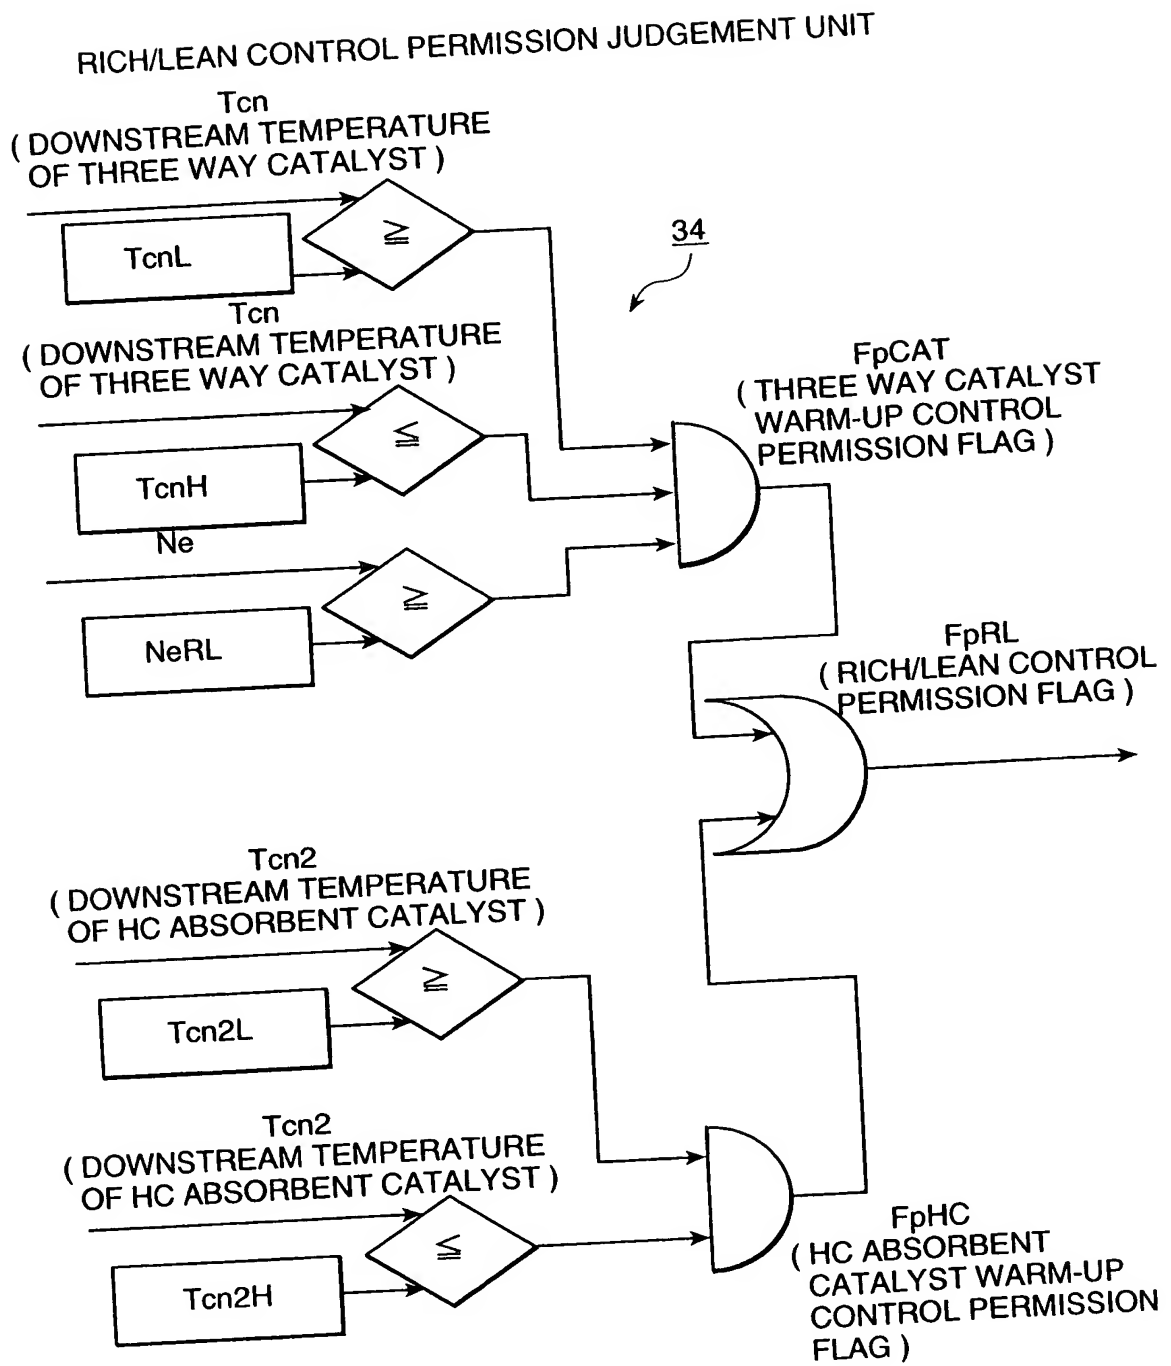 RICH/LEAN CONTROL PERMISSION JUDGEMENT UNIT
Tcn
( DOWNSTREAM TEMPERATURE
OF THREE WAY CATALYST )
≧
TcnL
34
Tcn
( DOWNSTREAM TEMPERATURE
OF THREE WAY CATALYST )
≦
TcnH
FpCAT
( THREE WAY CATALYST
WARM-UP CONTROL
PERMISSION FLAG )
Ne
≧
NeRL
FpRL
( RICH/LEAN CONTROL
PERMISSION FLAG )
Tcn2
( DOWNSTREAM TEMPERATURE
OF HC ABSORBENT CATALYST )
≧
Tcn2L
Tcn2
( DOWNSTREAM TEMPERATURE
OF HC ABSORBENT CATALYST )
≦
Tcn2H
FpHC
( HC ABSORBENT
CATALYST WARM-UP
CONTROL PERMISSION
FLAG )